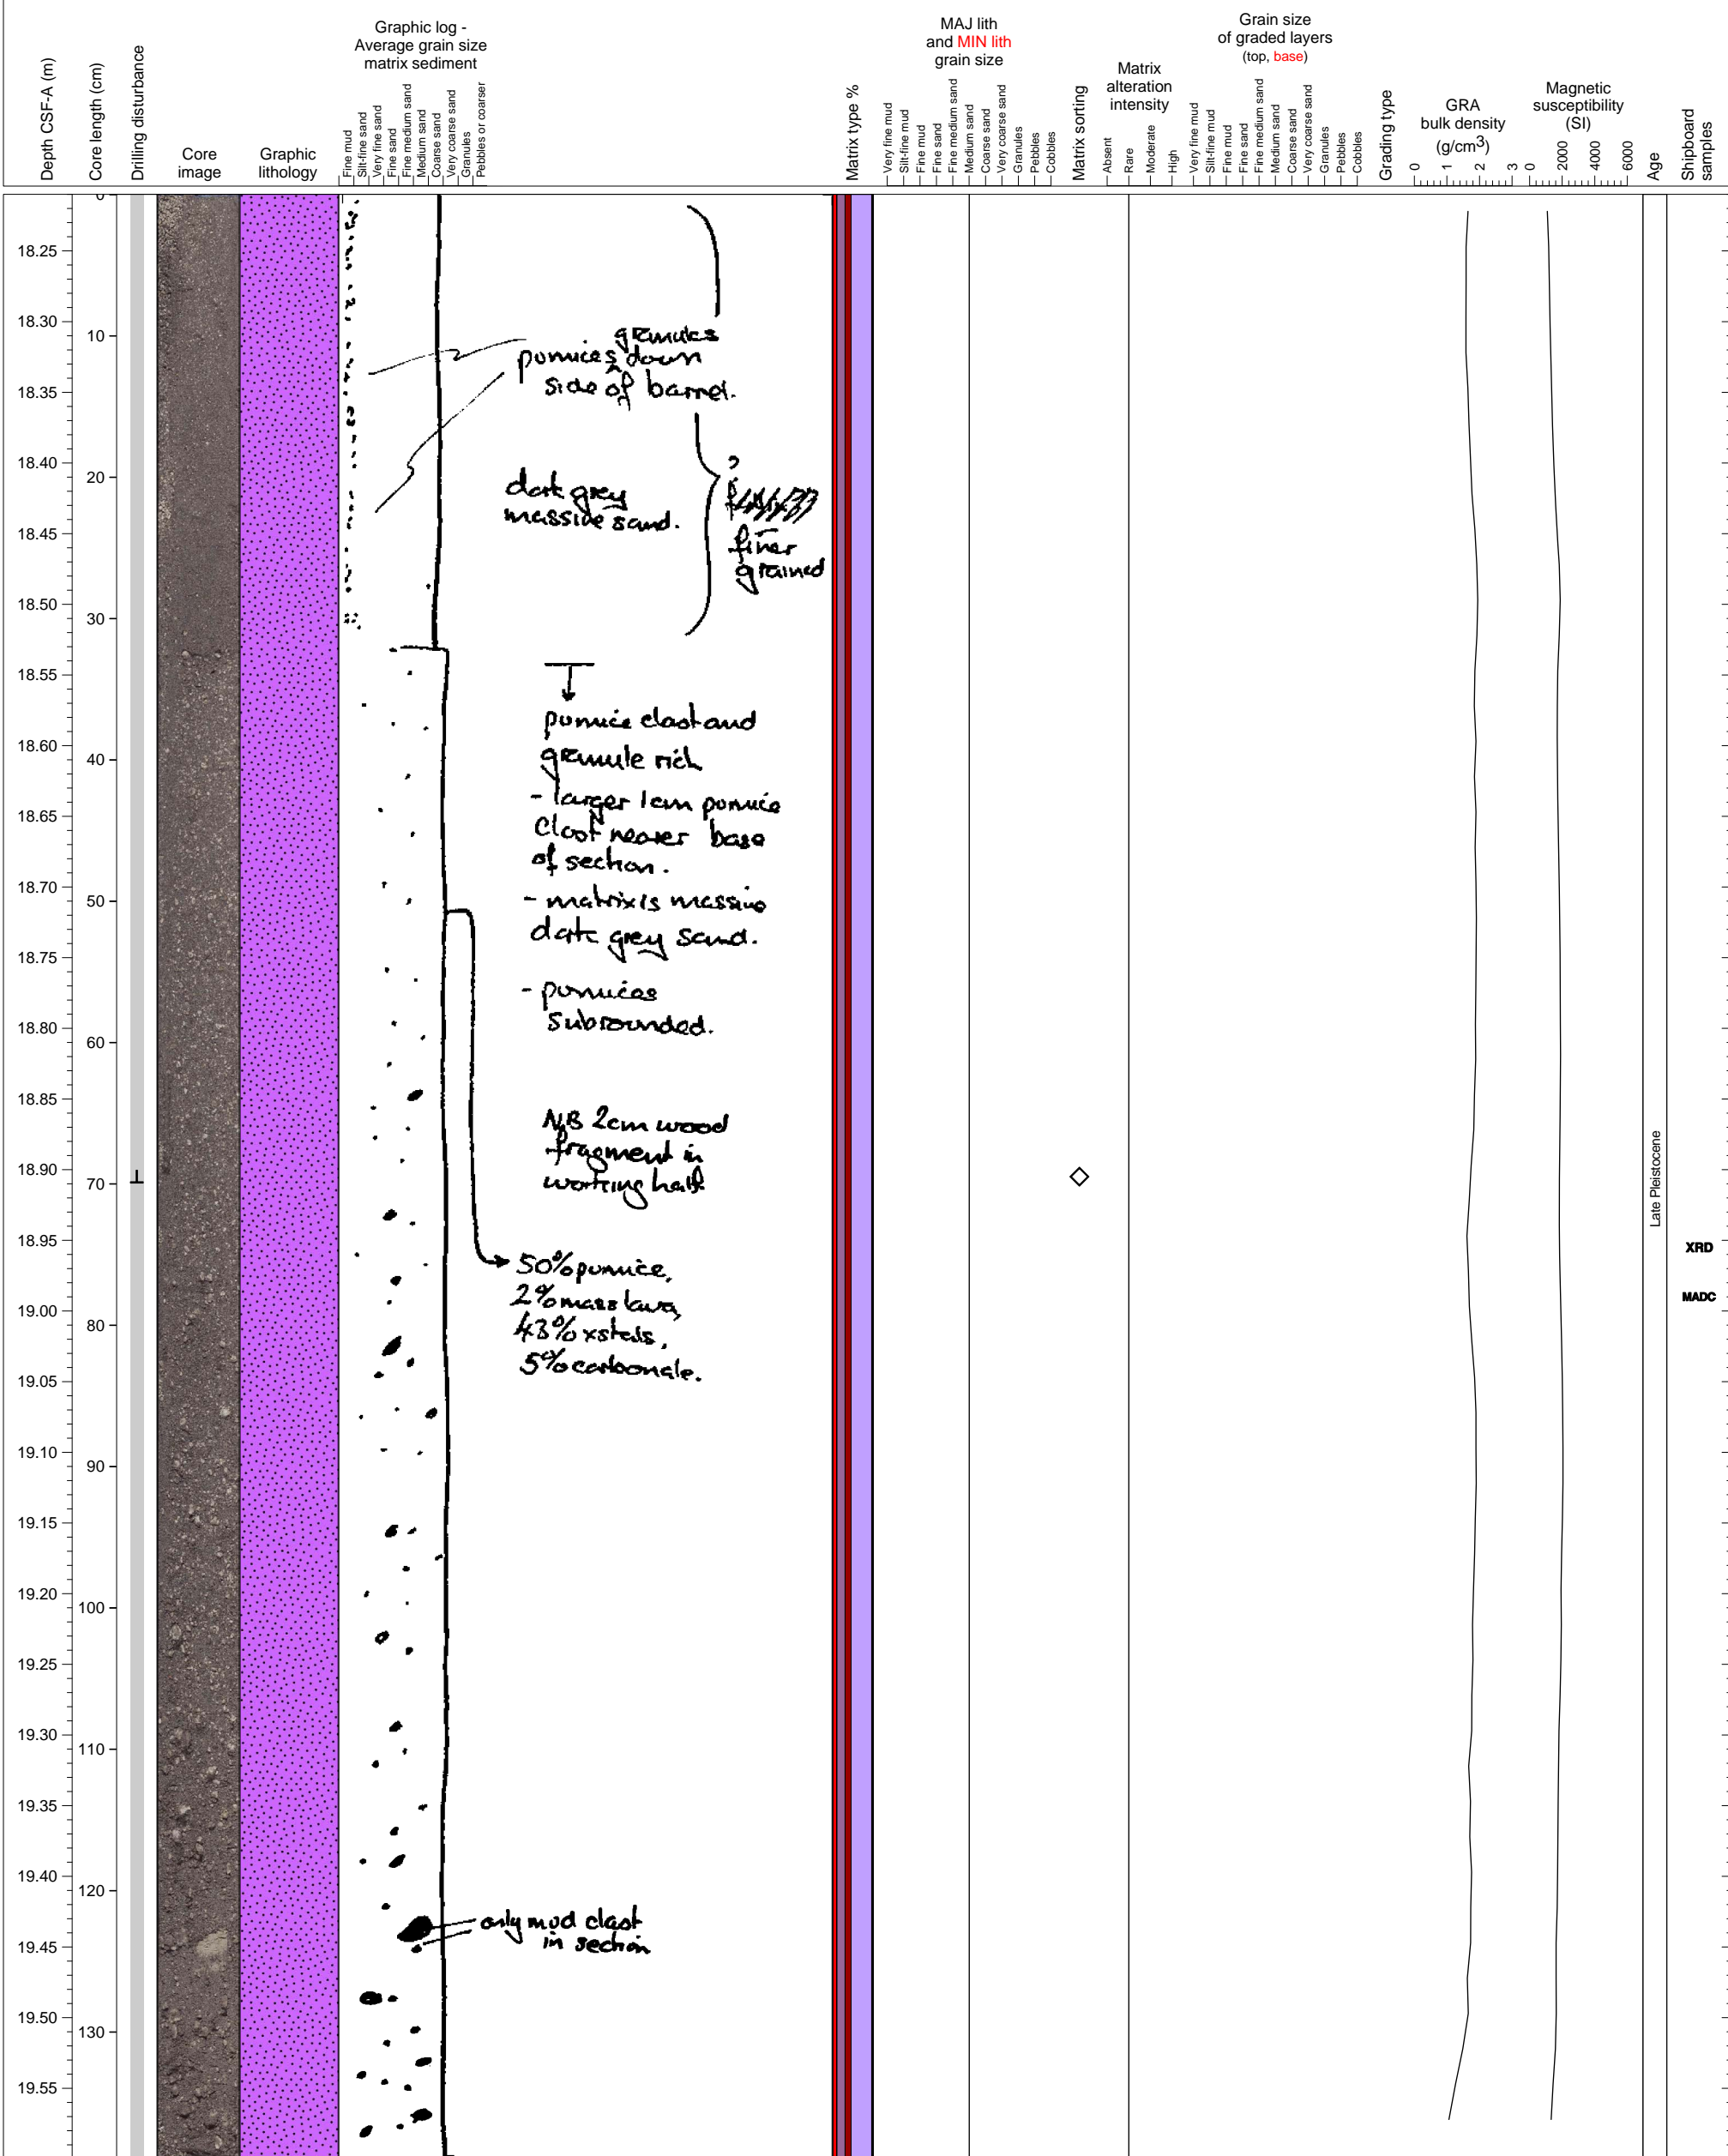 Depth CSF-A (m)
Core length (cm)
Drilling disturbance
Core
image
Graphic
lithology
Graphic log -
Average grain size
matrix sediment
Fine mud
Silt-fine sand
Very fine sand
Fine sand
Fine medium sand
Medium sand
Coarse sand
Very coarse sand
Granules
Pebbles or coarser
Matrix type %
MAJ lith
and MIN lith
grain size
Very fine mud
Silt-fine mud
Fine mud
Fine sand
Fine medium sand
Medium sand
Coarse sand
Very coarse sand
Granules
Pebbles
Cobbles
Matrix sorting
Matrix
alteration
intensity
Absent
Rare
Moderate
High
Grain size
of graded layers
(top, base)
Very fine mud
Silt-fine mud
Fine mud
Fine sand
Fine medium sand
Medium sand
Coarse sand
Very coarse sand
Granules
Pebbles
Cobbles
Grading type
GRA
bulk density
(g/cm3)
0 1 2 3
Magnetic
susceptibility
(SI)
0 2000 4000 6000
Age
Shipboard
samples
0
18.25
18.30
10
18.35
18.40
20
18.45
18.50
30
18.55
18.60
40
18.65
18.70
50
18.75
18.80
60
18.85
18.90
70
18.95
19.00
80
19.05
19.10
90
19.15
19.20
100
19.25
19.30
110
19.35
19.40
120
19.45
19.50
130
19.55
granules
pumices down
side of barrel.
dark grey
massive sand.
?
finer
grained
pumice clast and
granule rich
- larger 1cm pumice
clast nearer base
of section.
- matrix is massive
dark grey sand.
- pumices
subrounded.
NB 2cm wood
fragment in
working half.
50% pumice,
2% mass lava,
43% xstals,
5% carbonate.
only mud clast
in section
Late Pleistocene
XRD
MADC